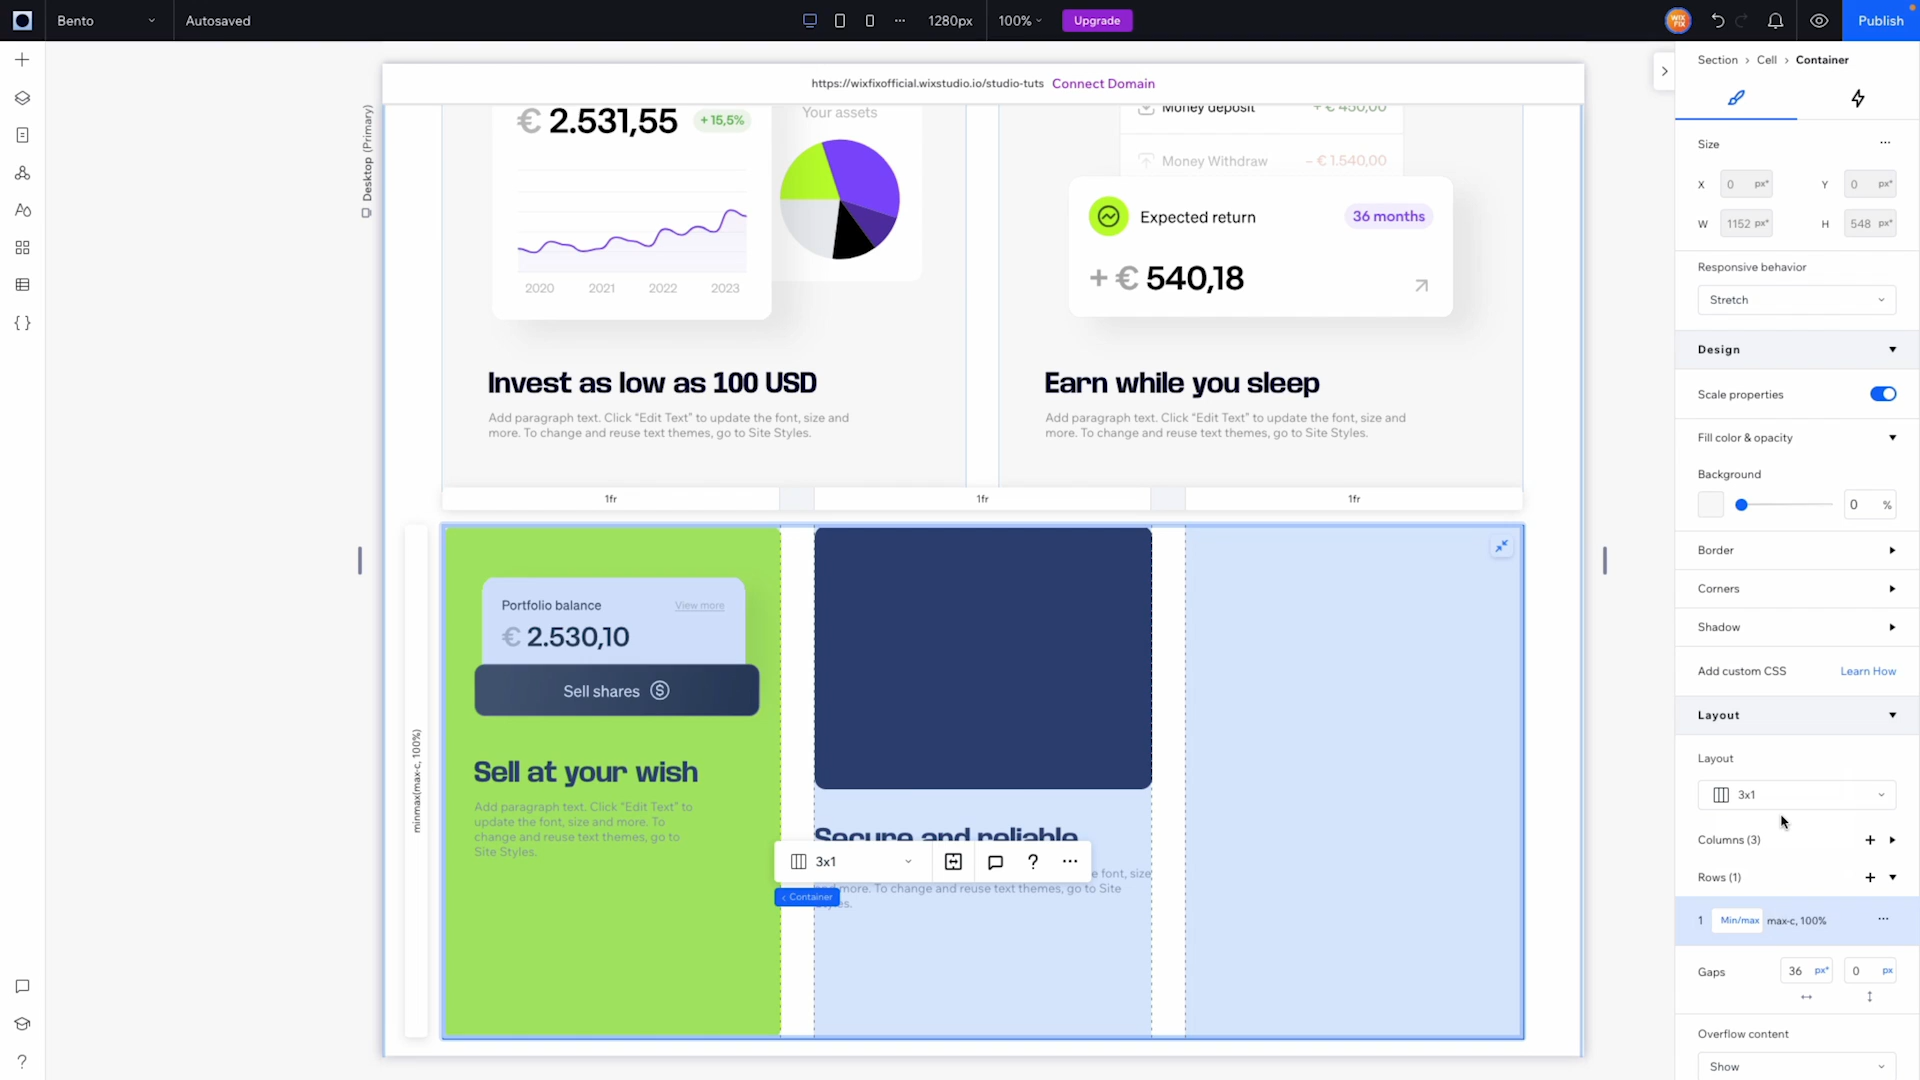 Bento
Autosaved
1280px
100%
Upgrade
WIX
FIX
Publish
https://wixfixofficial.wixstudio.io/studio-tuts Connect Domain
Desktop (Primary)
€ 2.531,55
+ 15,5%
2020
2021
2022
2023
Your assets
Money deposit
+ € 450,00
Money Withdraw
- € 1.540,00
Expected return
36 months
+ € 540,18
Invest as low as 100 USD
Add paragraph text. Click "Edit Text" to update the font, size and
more. To change and reuse text themes, go to Site Styles.
Earn while you sleep
Add paragraph text. Click "Edit Text" to update the font, size and
more. To change and reuse text themes, go to Site Styles.
1fr
1fr
1fr
minmax(max-c, 100%)
Portfolio balance
View more
€ 2.530,10
Sell shares
Sell at your wish
Add paragraph text. Click "Edit Text" to
update the font, size and more. To
change and reuse text themes, go to
Site Styles.
Secure and reliable
3x1
?
Container
e font, size
and more. To change and reuse text themes, go to Site
Styles.
Section > Cell > Container
Size
X 0 px*
Y 0 px*
W 1152 px*
H 548 px*
Responsive behavior
Stretch
Design
Scale properties
Fill color & opacity
Background
0 %
Border
Corners
Shadow
Add custom CSS
Learn How
Layout
Layout
3x1
Columns (3)
Rows (1)
1 Min/max max-c, 100%
Gaps
36 px*
0 px
Overflow content
Show